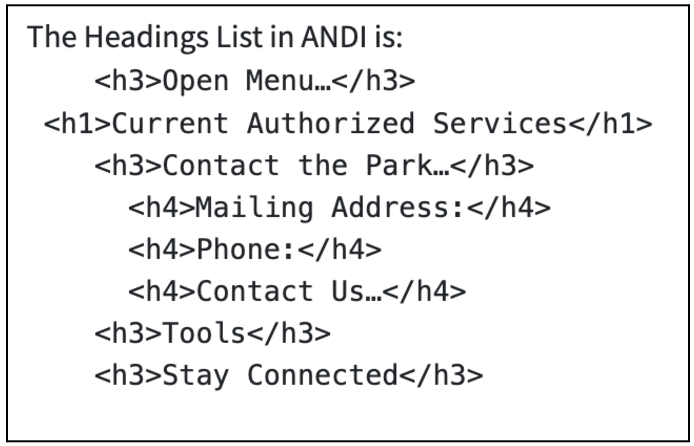 The Headings List in ANDI is:
<h3>Open Menu…</h3>
<h1>Current Authorized Services</h1>
<h3>Contact the Park…</h3>
<h4>Mailing Address:</h4>
<h4>Phone:</h4>
<h4>Contact Us…</h4>
<h3>Tools</h3>
<h3>Stay Connected</h3>